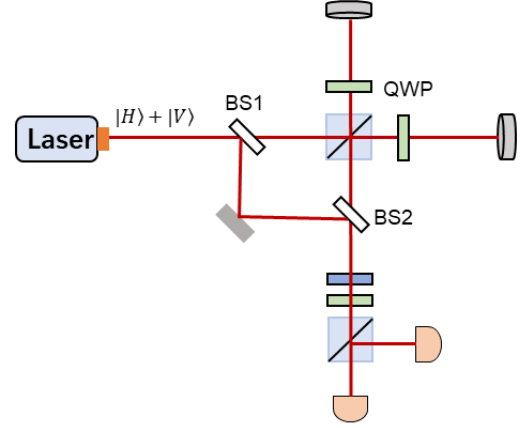 QWP
|H⟩ + |V⟩
BS1
Laser
BS2